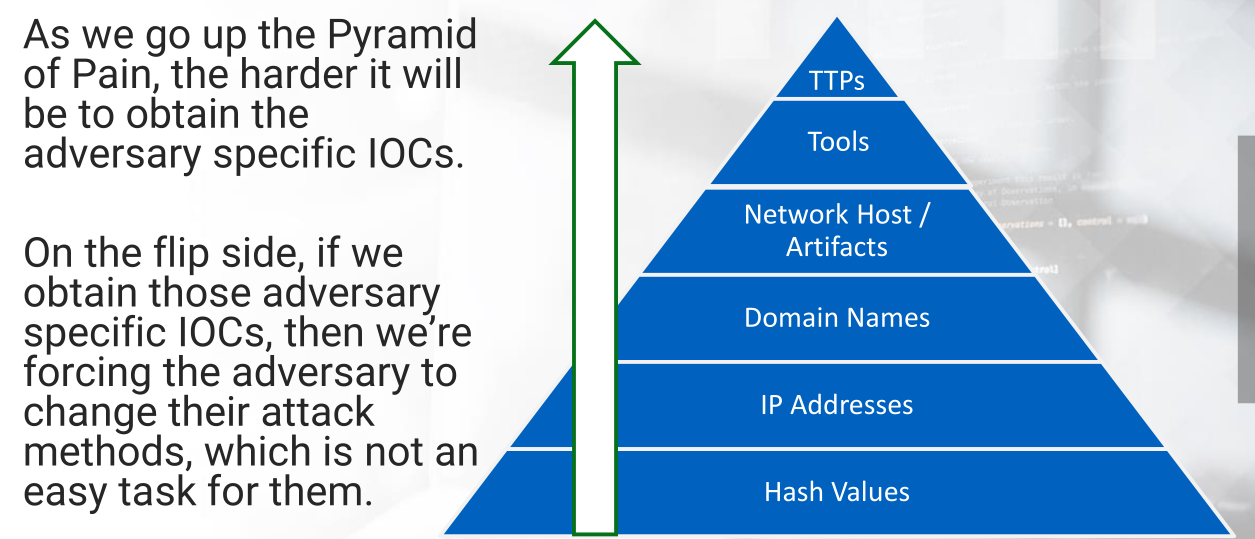 As we go up the Pyramid
of Pain, the harder it will
be to obtain the
adversary specific IOCs.
On the flip side, if we
obtain those adversary
specific IOCs, then we're
forcing the adversary to
change their attack
methods, which is not an
easy task for them.
TTPs
Tools
Network Host /
Artifacts
Domain Names
IP Addresses
Hash Values